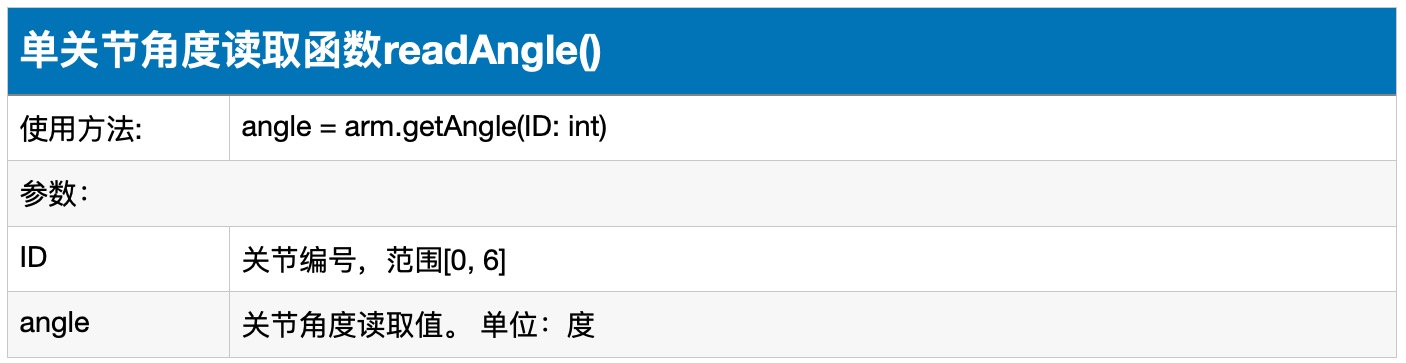 单关节角度读取函数readAngle()
使用方法: angle = arm.getAngle(ID: int)
参数：
ID 关节编号，范围[0, 6]
angle 关节角度读取值。 单位：度